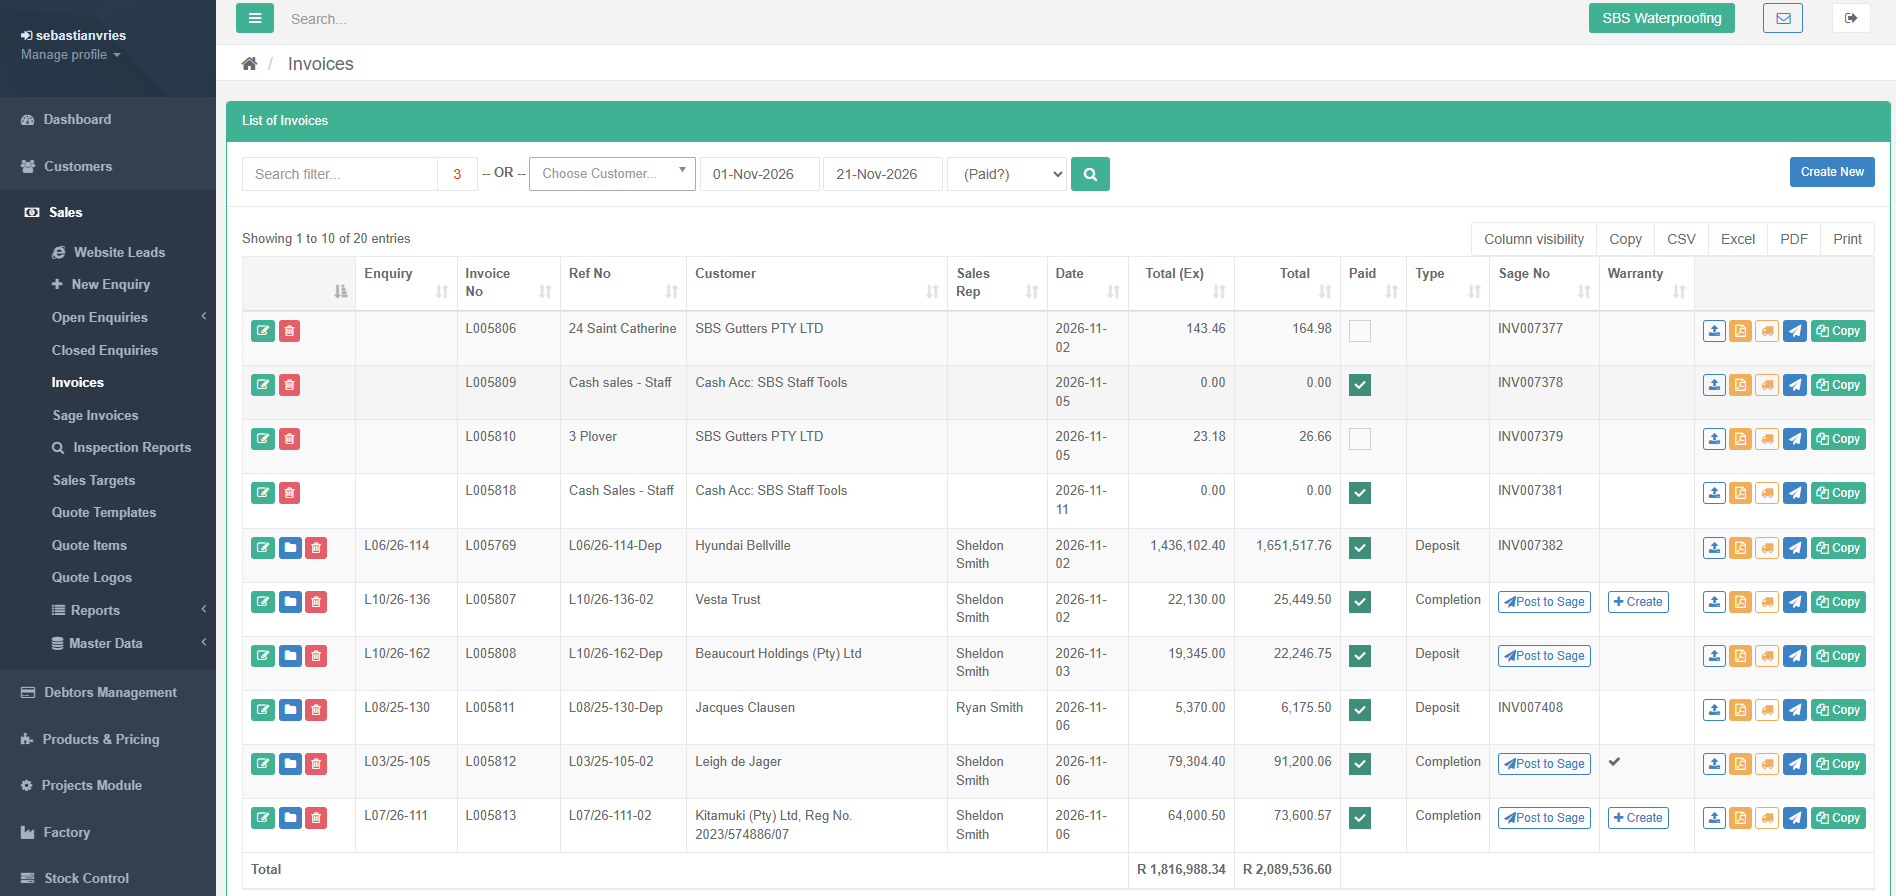 sebastianvries
Manage profile
Dashboard
Customers
Sales
Website Leads
New Enquiry
Open Enquiries
Closed Enquiries
Invoices
Sage Invoices
Inspection Reports
Sales Targets
Quote Templates
Quote Items
Quote Logos
Reports
Master Data
Debtors Management
Products & Pricing
Projects Module
Factory
Stock Control
Search...
SBS Waterproofing
/ Invoices
List of Invoices
Search filter... 3 -- OR -- Choose Customer... 01-Nov-2026 21-Nov-2026 (Paid?) Create New
Showing 1 to 10 of 20 entries
Column visibility Copy CSV Excel PDF Print
Enquiry Invoice No Ref No Customer Sales Rep Date Total (Ex) Total Paid Type Sage No Warranty
L005806 24 Saint Catherine SBS Gutters PTY LTD 2026-11-02 143.46 164.98 INV007377 Copy
L005809 Cash sales - Staff Cash Acc: SBS Staff Tools 2026-11-05 0.00 0.00 INV007378 Copy
L005810 3 Plover SBS Gutters PTY LTD 2026-11-05 23.18 26.66 INV007379 Copy
L005818 Cash Sales - Staff Cash Acc: SBS Staff Tools 2026-11-11 0.00 0.00 INV007381 Copy
L06/26-114 L005769 L06/26-114-Dep Hyundai Bellville Sheldon Smith 2026-11-02 1,436,102.40 1,651,517.76 Deposit INV007382 Copy
L10/26-136 L005807 L10/26-136-02 Vesta Trust Sheldon Smith 2026-11-02 22,130.00 25,449.50 Completion Post to Sage Create Copy
L10/26-162 L005808 L10/26-162-Dep Beaucourt Holdings (Pty) Ltd Sheldon Smith 2026-11-03 19,345.00 22,246.75 Deposit Post to Sage Copy
L08/25-130 L005811 L08/25-130-Dep Jacques Clausen Ryan Smith 2026-11-06 5,370.00 6,175.50 Deposit INV007408 Copy
L03/25-105 L005812 L03/25-105-02 Leigh de Jager Sheldon Smith 2026-11-06 79,304.40 91,200.06 Completion Post to Sage Copy
L07/26-111 L005813 L07/26-111-02 Kitamuki (Pty) Ltd, Reg No. 2023/574886/07 Sheldon Smith 2026-11-06 64,000.50 73,600.57 Completion Post to Sage Create Copy
Total R 1,816,988.34 R 2,089,536.60